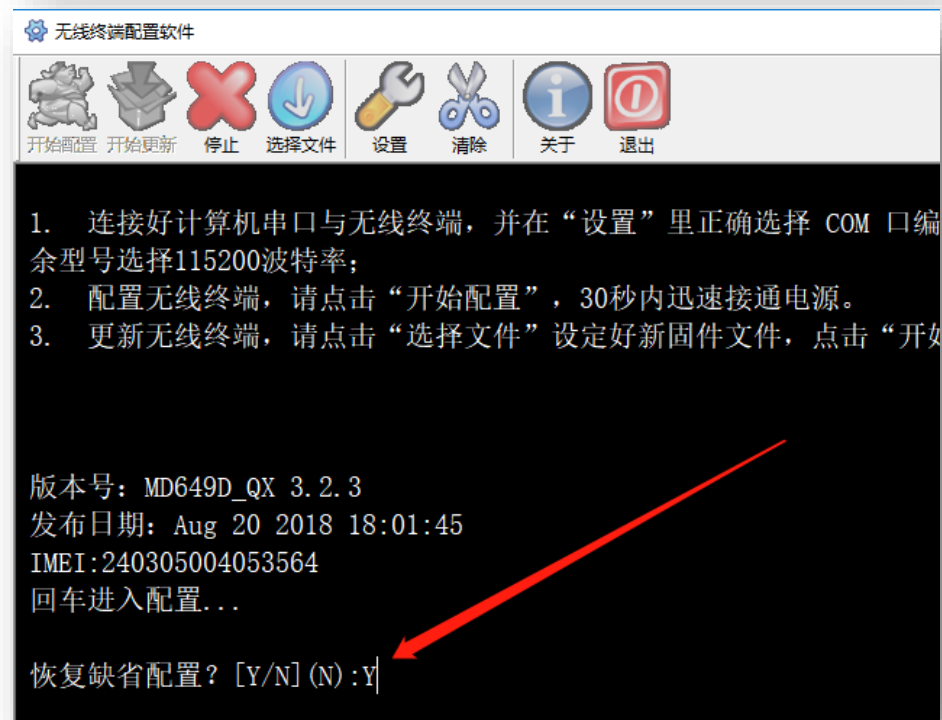 无线终端配置软件
开始配置 开始更新 停止 选择文件 设置 清除 关于 退出
1. 连接好计算机串口与无线终端，并在“设置”里正确选择 COM 口编
余型号选择115200波特率；
2. 配置无线终端，请点击“开始配置”，30秒内迅速接通电源。
3. 更新无线终端，请点击“选择文件”设定好新固件文件，点击“开始
版本号：MD649D_QX 3.2.3
发布日期：Aug 20 2018 18:01:45
IMEI:240305004053564
回车进入配置...
恢复缺省配置？[Y/N](N):Y